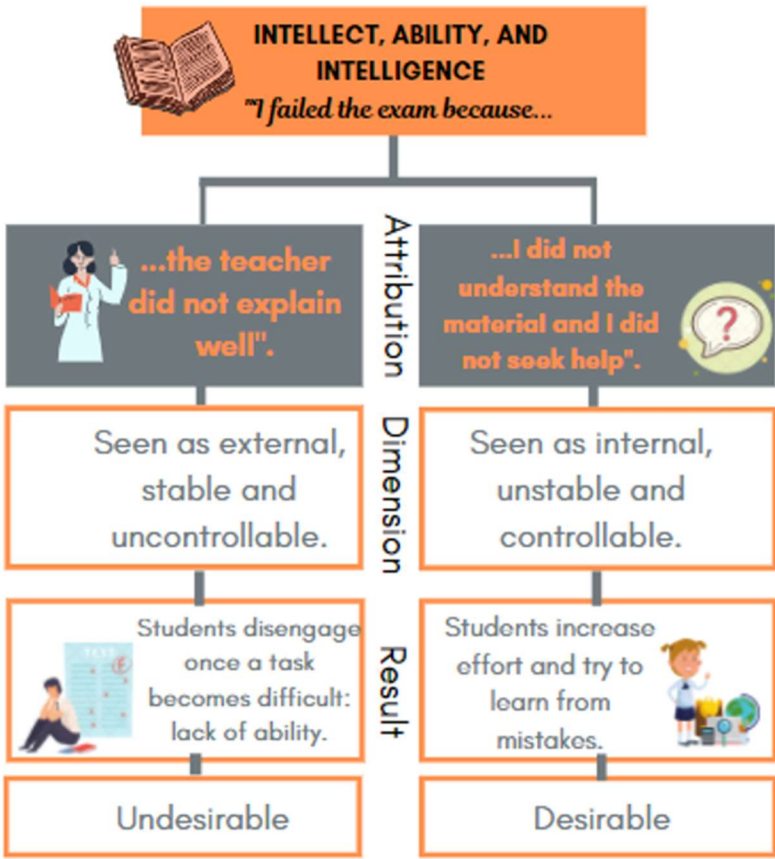 INTELLECT, ABILITY, AND
INTELLIGENCE
"'I failed the exam because...
Attribution
...the teacher
did not explain
well".
...I did not
understand the
material and I did
not seek help".
Dimension
Seen as external,
stable and
uncontrollable.
Seen as internal,
unstable and
controllable.
Result
TEST
F
Students disengage
once a task
becomes difficult:
lack of ability.
Students increase
effort and try to
learn from
mistakes.
Undesirable
Desirable